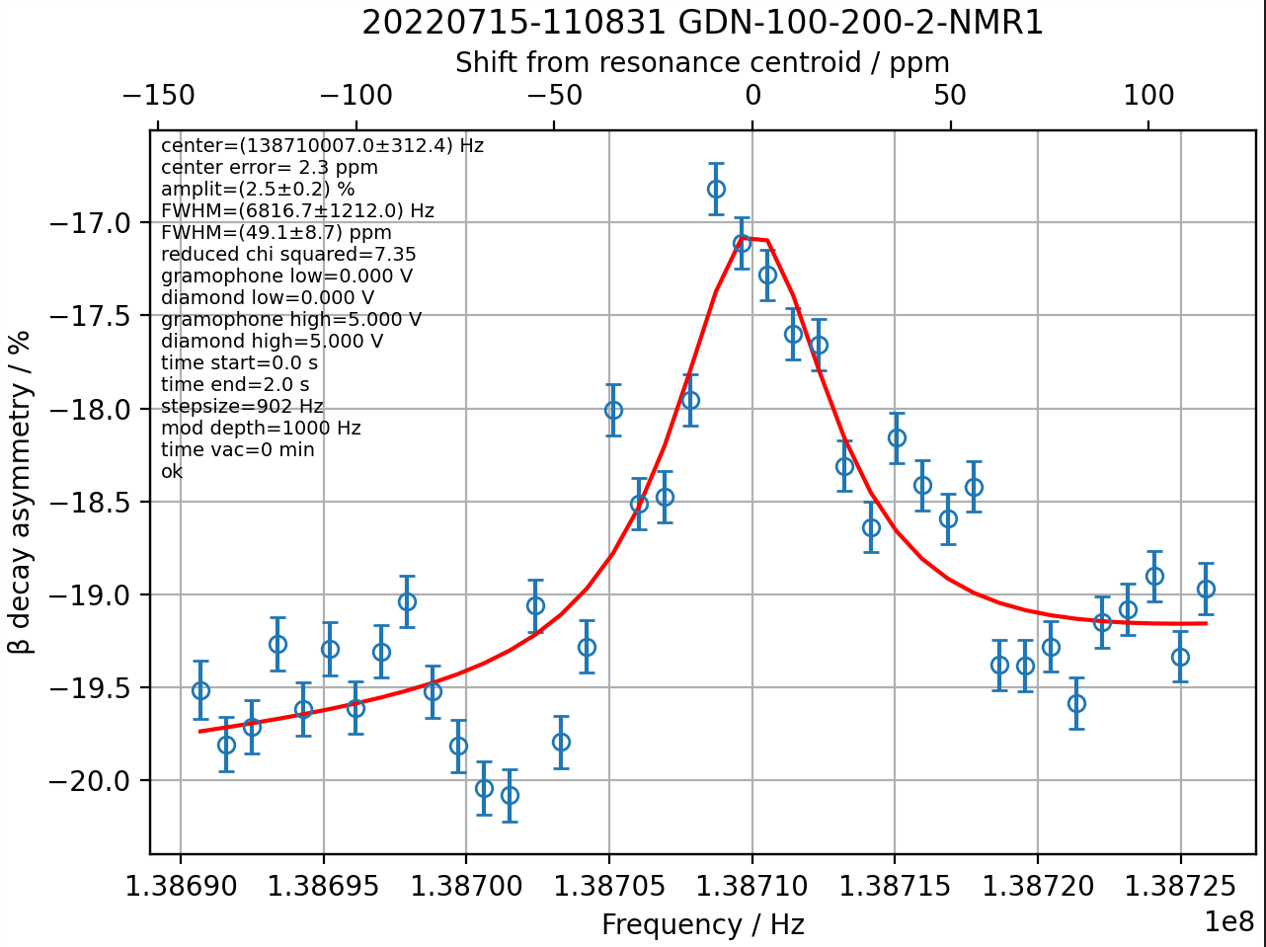 20220715-110831 GDN-100-200-2-NMR1
Shift from resonance centroid / ppm
−150 −100 −50 0 50 100
center=(138710007.0±312.4) Hz
center error= 2.3 ppm
amplit=(2.5±0.2) %
FWHM=(6816.7±1212.0) Hz
FWHM=(49.1±8.7) ppm
reduced chi squared=7.35
gramophone low=0.000 V
diamond low=0.000 V
gramophone high=5.000 V
diamond high=5.000 V
time start=0.0 s
time end=2.0 s
stepsize=902 Hz
mod depth=1000 Hz
time vac=0 min
ok
β decay asymmetry / %
−17.0
−17.5
−18.0
−18.5
−19.0
−19.5
−20.0
1.38690 1.38695 1.38700 1.38705 1.38710 1.38715 1.38720 1.38725
Frequency / Hz
1e8